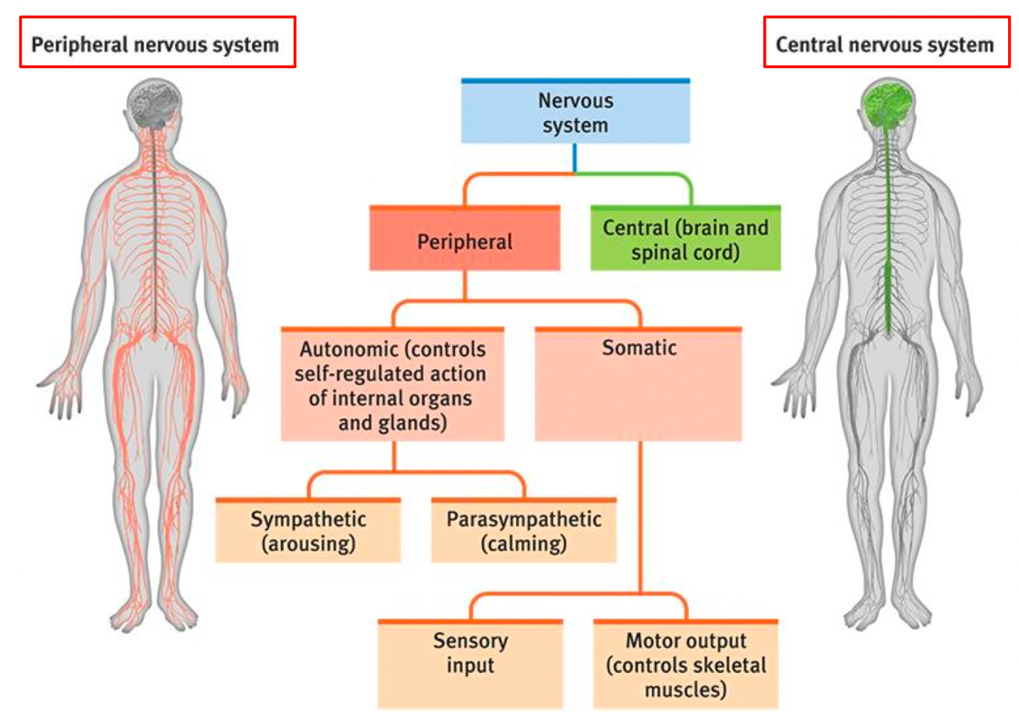 Peripheral nervous system
Central nervous system
Nervous
system
Peripheral
Central (brain and
spinal cord)
Autonomic (controls
self-regulated action
of internal organs
and glands)
Somatic
Sympathetic
(arousing)
Parasympathetic
(calming)
Sensory
input
Motor output
(controls skeletal
muscles)